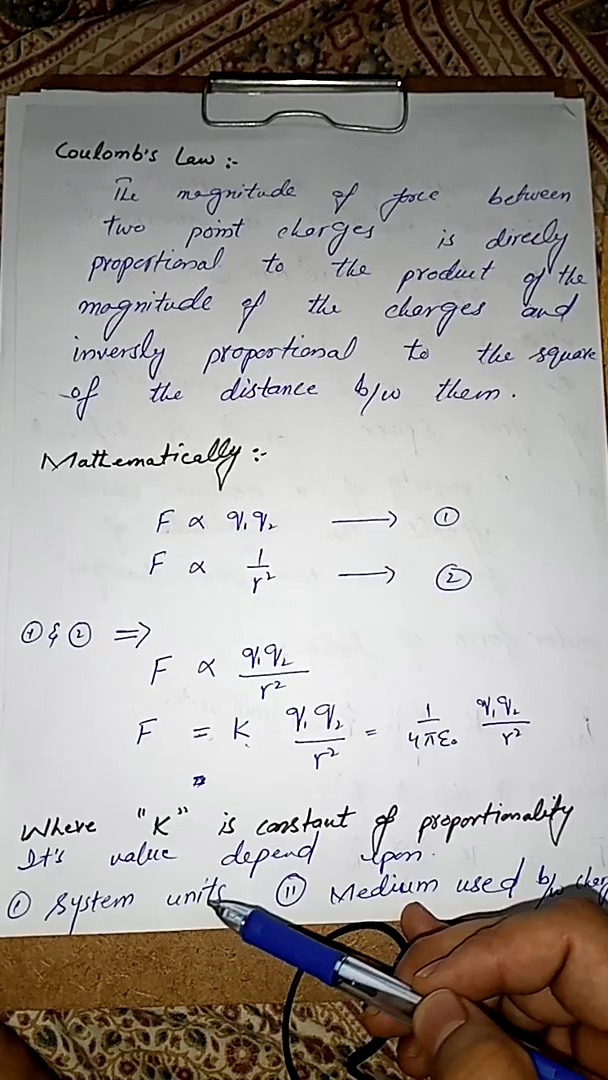 Coulomb's Law :-
The magnitude of force between
two point charges is direcly
propertional to the product of the
magnitude of the charges and
inversly proportional to the square
of the distance b/w them.
Mathematically :-
F ∝ q₁q₂ ⟶ ①
F ∝ 1/r² ⟶ ②
① & ② ⇒
F ∝ q₁q₂/r²
F = K q₁q₂/r² = 1/4πε₀ q₁q₂/r²
Where "K" is constant of proportionality
It's value depend upon
① System units ⑪ Medium used b/w